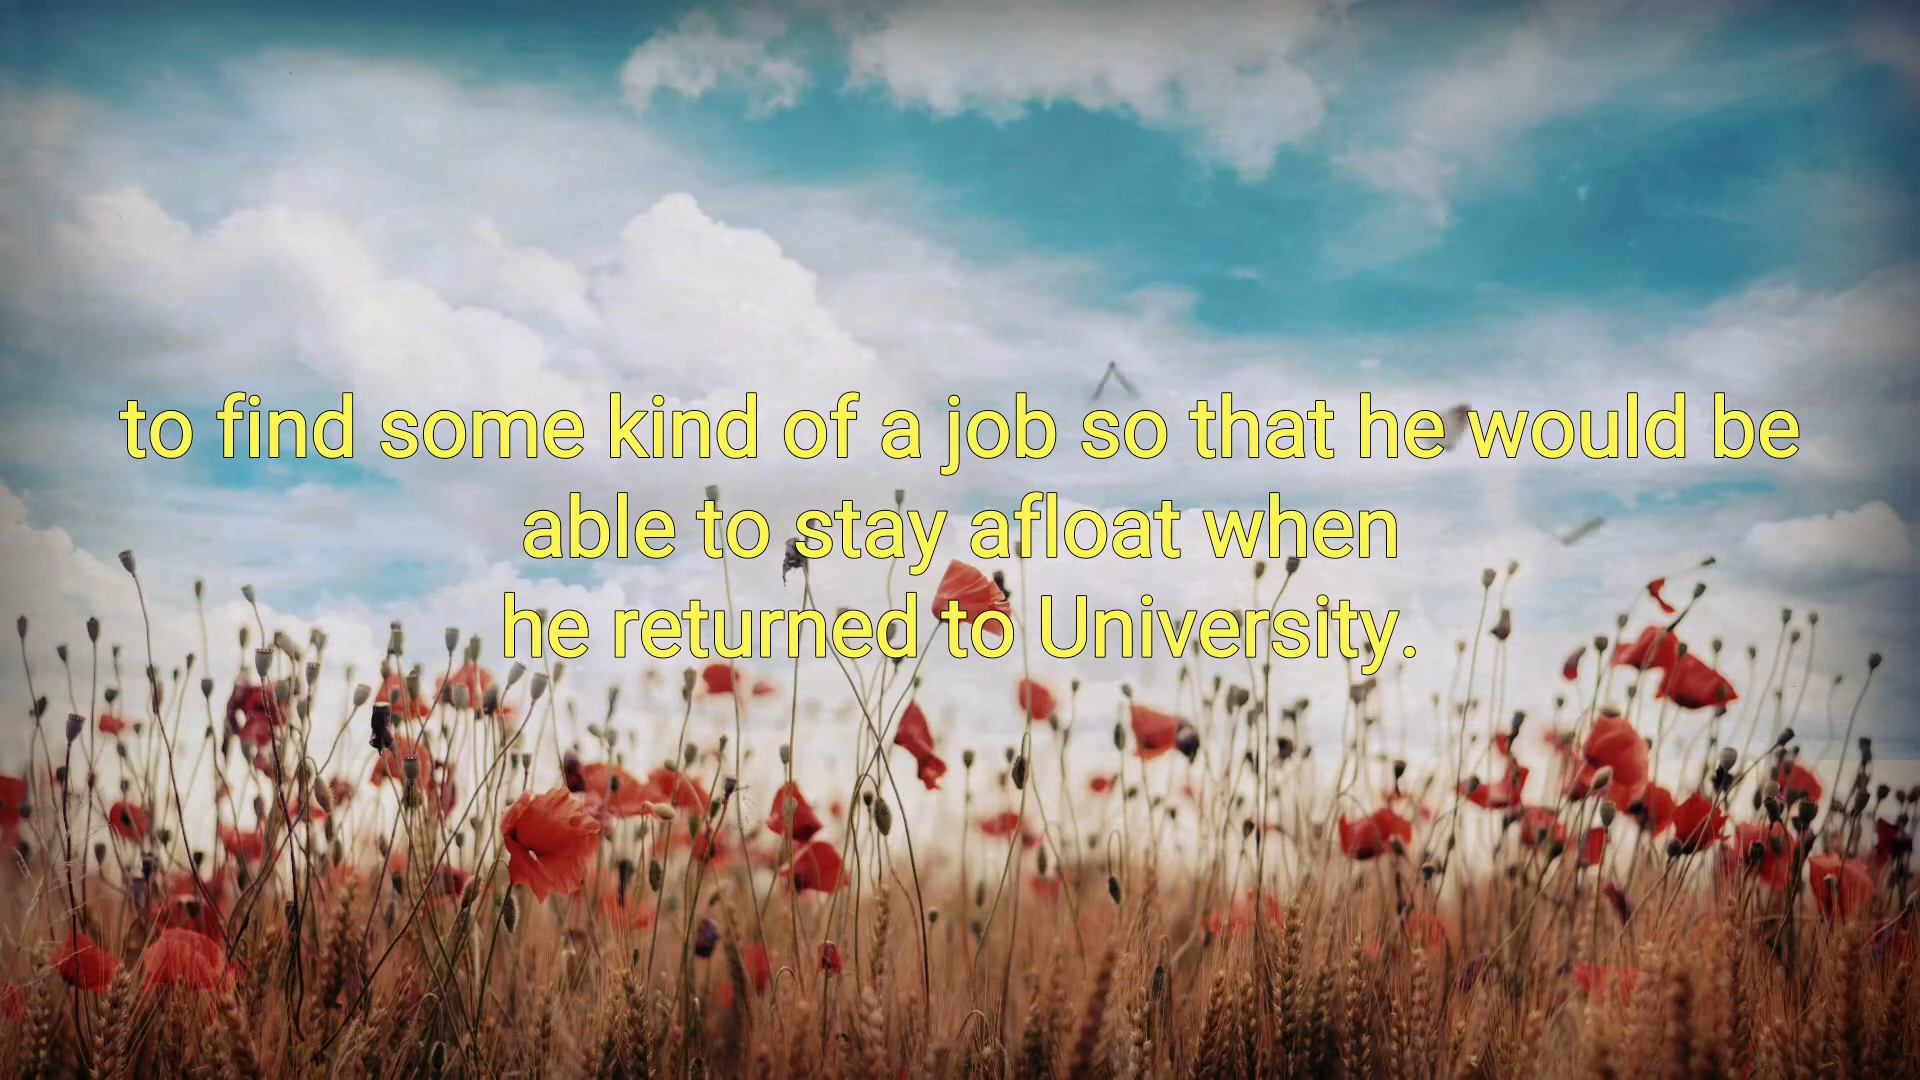 to find some kind of a job so that he would be
able to stay afloat when
he returned to University.